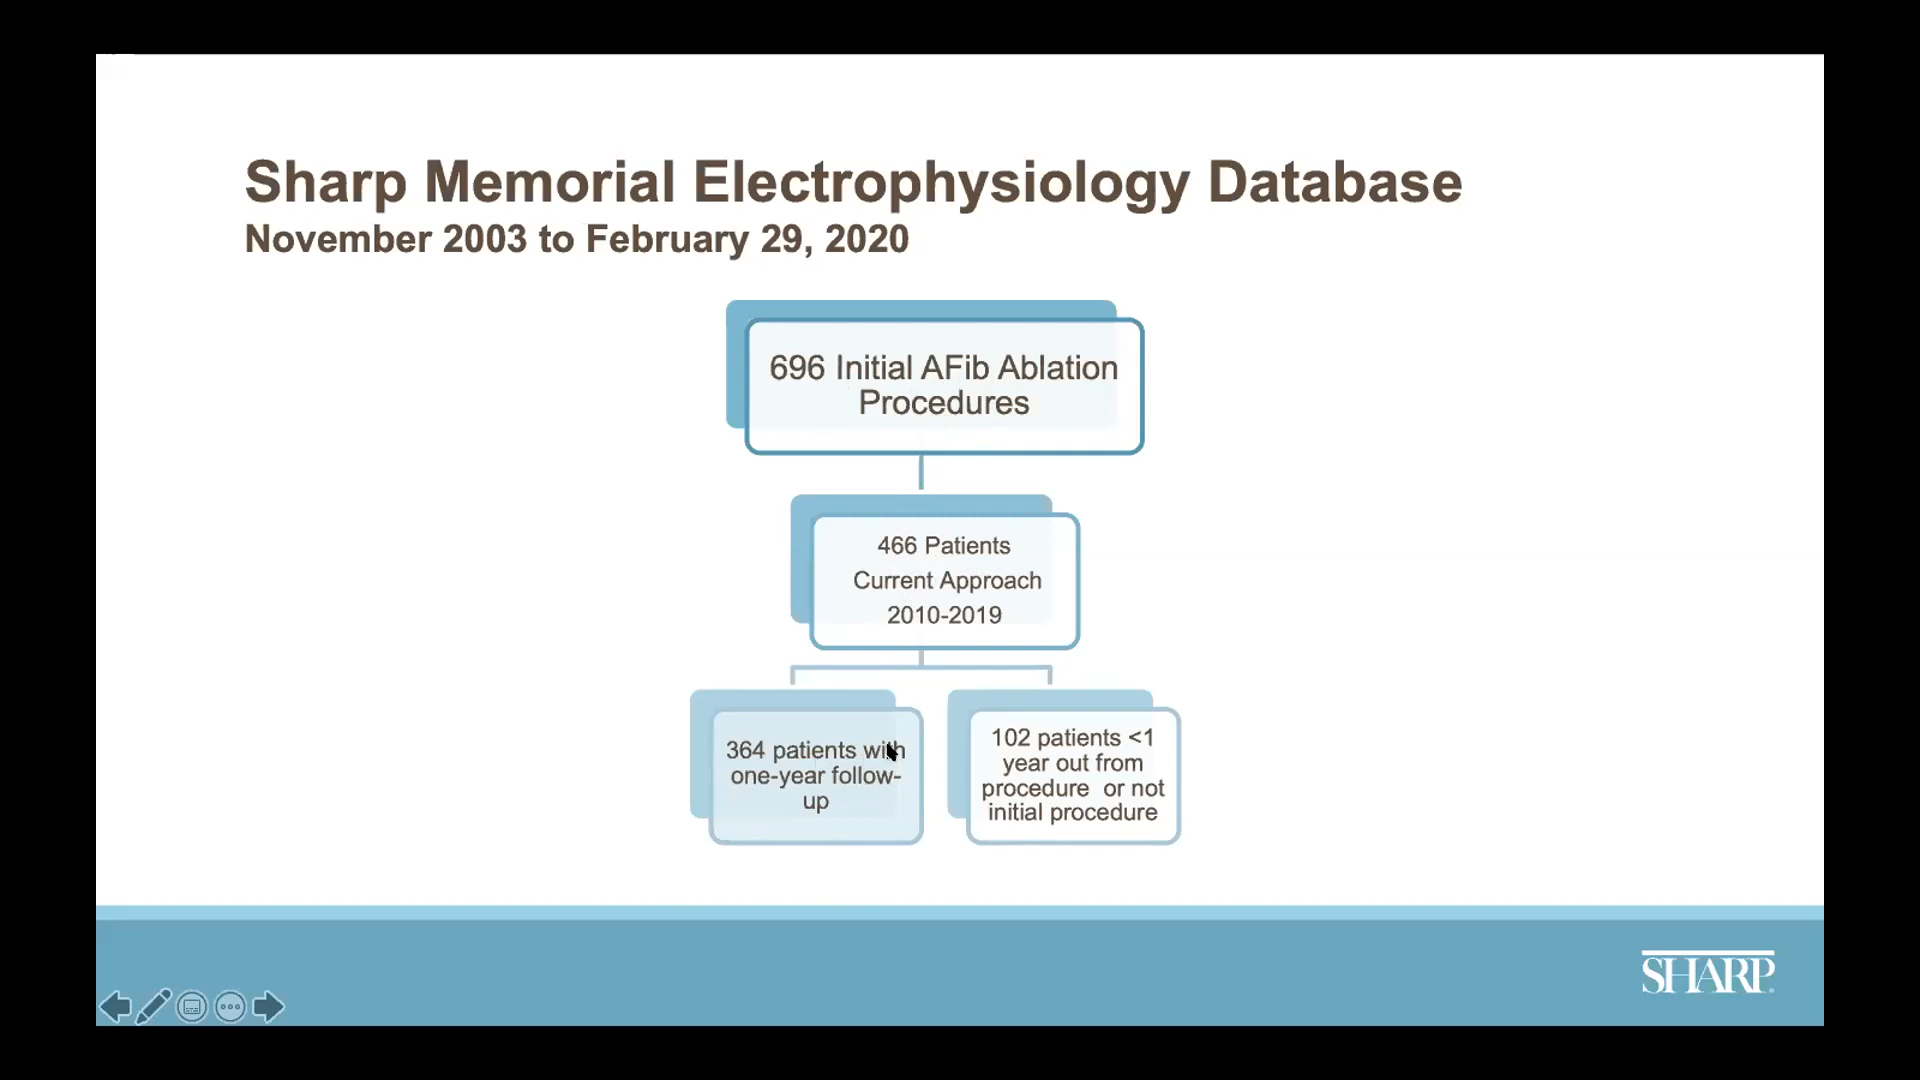 Sharp Memorial Electrophysiology Database
November 2003 to February 29, 2020
696 Initial AFib Ablation
Procedures
466 Patients
Current Approach
2010-2019
364 patients with
one-year follow-
up
102 patients <1
year out from
procedure or not
initial procedure
SHARP